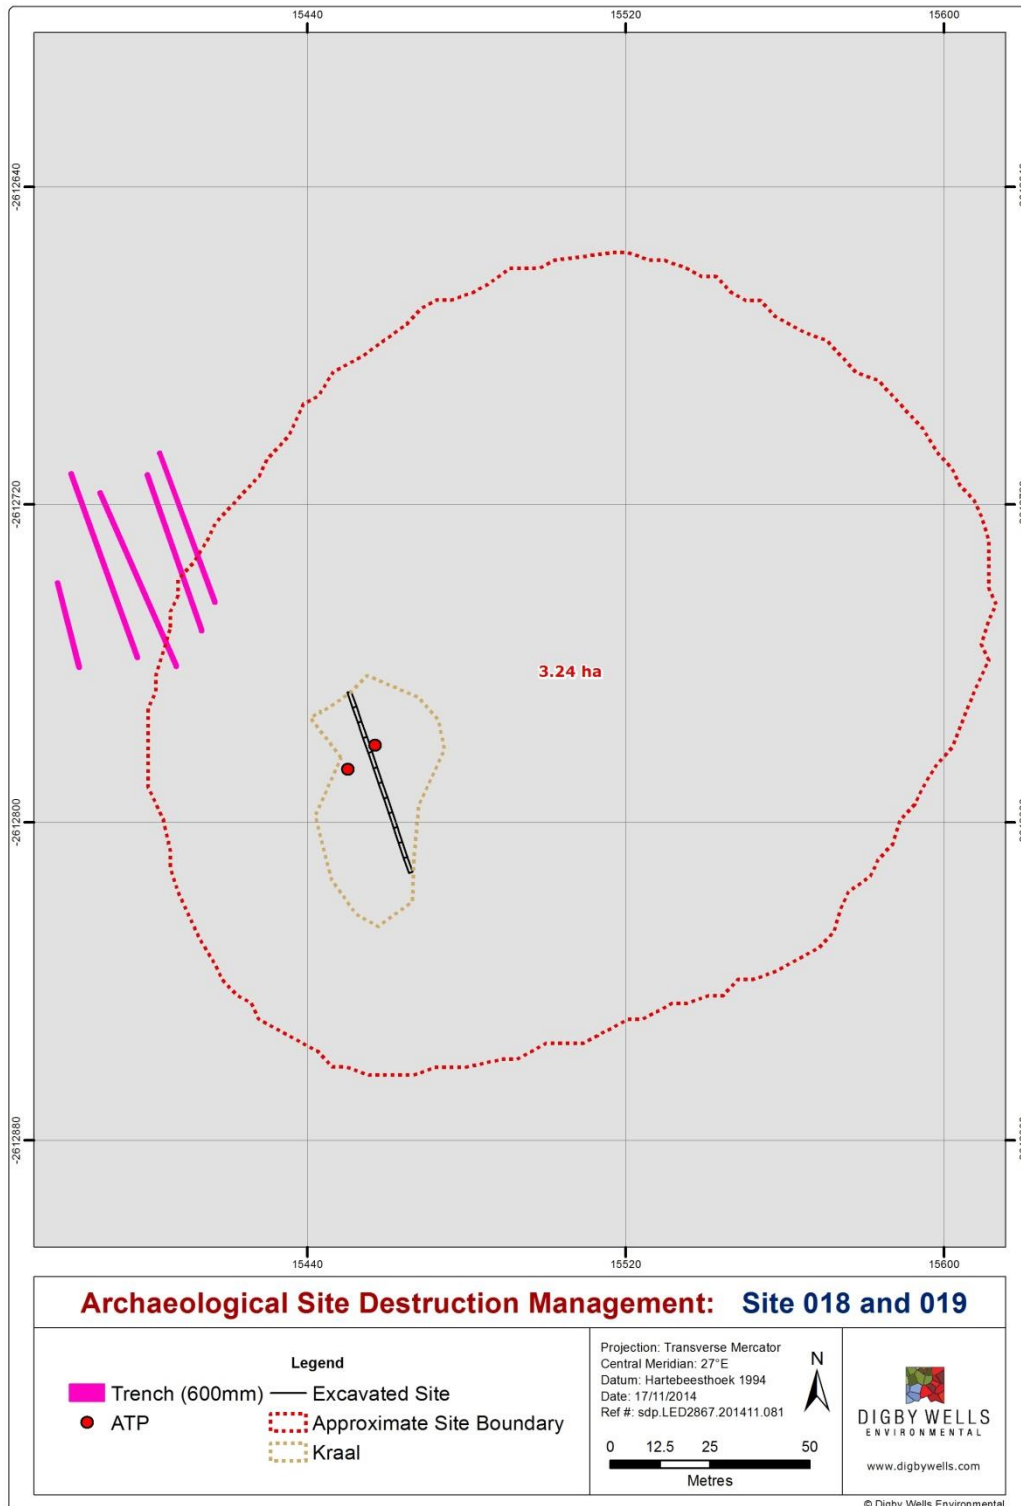 15440 15520 15600
-2612640
-2612720
3.24 ha
-2612800
-2612880
15440 15520 15600
Archaeological Site Destruction Management: Site 018 and 019
Legend
Trench (600mm)
Excavated Site
ATP
Approximate Site Boundary
Kraal
Projection: Transverse Mercator
Central Meridian: 27°E
Datum: Hartebeesthoek 1994
Date: 17/11/2014
Ref #: sdp.LED2867.201411.081
N
0 12.5 25 50
Metres
DIGBY WELLS
ENVIRONMENTAL
www.digbywells.com
© Digby Wells Environmental